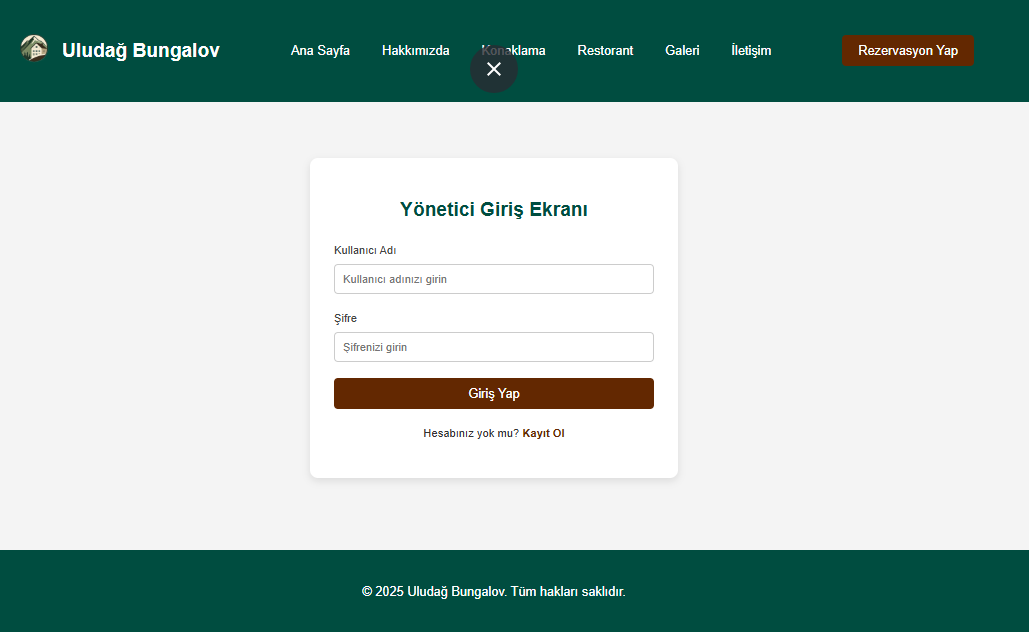 Uludağ Bungalov
Ana Sayfa Hakkımızda Konaklama Restorant Galeri İletişim Rezervasyon Yap
Yönetici Giriş Ekranı
Kullanıcı Adı
Kullanıcı adınızı girin
Şifre
Şifrenizi girin
Giriş Yap
Hesabınız yok mu? Kayıt Ol
© 2025 Uludağ Bungalov. Tüm hakları saklıdır.